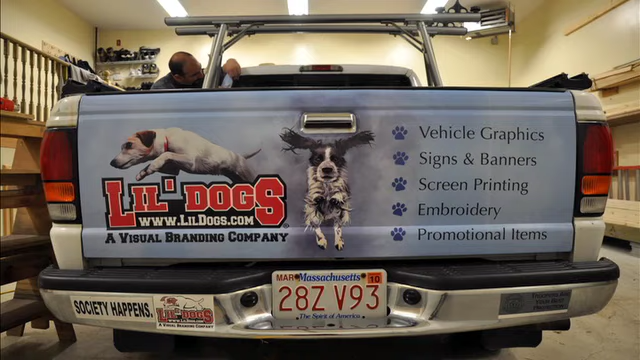 LIL' DOGS
WWW.LILDOGS.COM
A VISUAL BRANDING COMPANY
Vehicle Graphics
Signs & Banners
Screen Printing
Embroidery
Promotional Items
SOCIETY HAPPENS.
LIL' DOGS
A VISUAL BRANDING COMPANY
MAR
Massachusetts
10
28Z V93
The Spirit of America